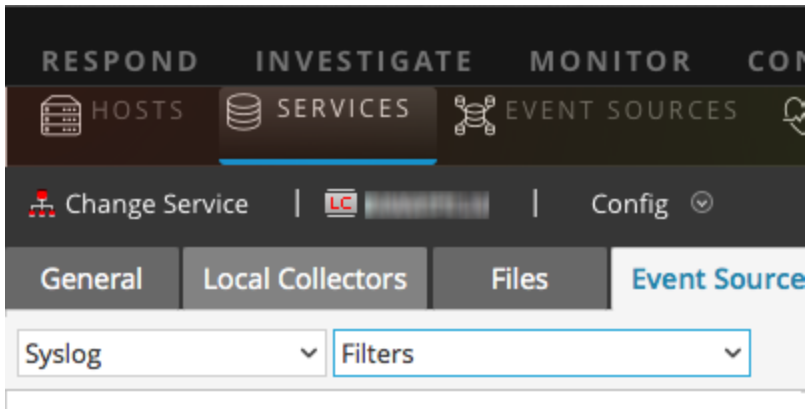 RESPOND INVESTIGATE MONITOR CON
HOSTS SERVICES EVENT SOURCES
Change Service | LC | Config
General Local Collectors Files Event Source
Syslog Filters